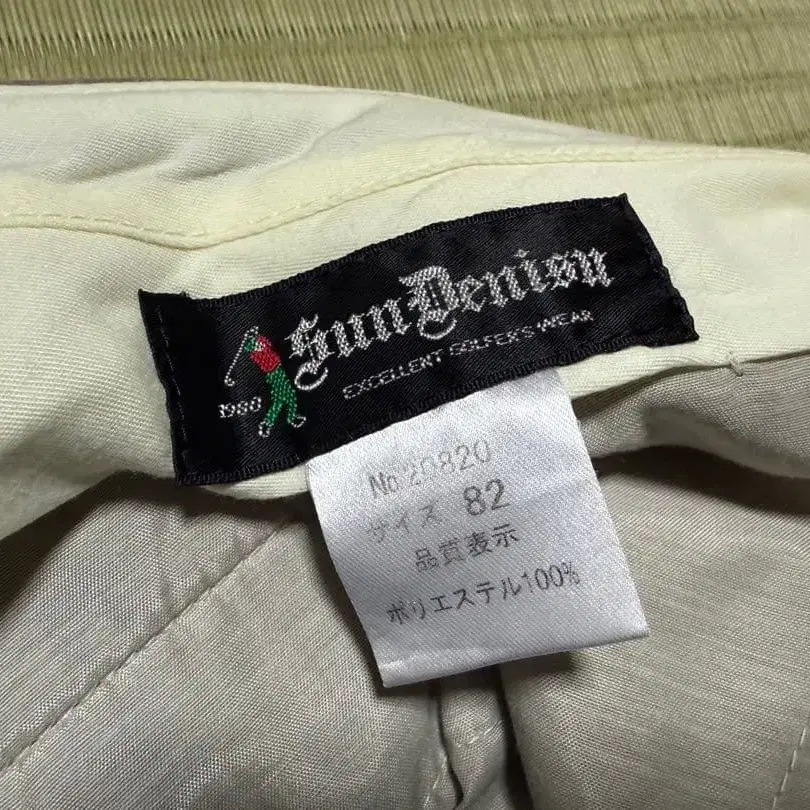 Sun Denisu
EXCELLENT GOLFER'S WEAR
1980
No 20820
サイズ 82
品質表示
ポリエステル100%